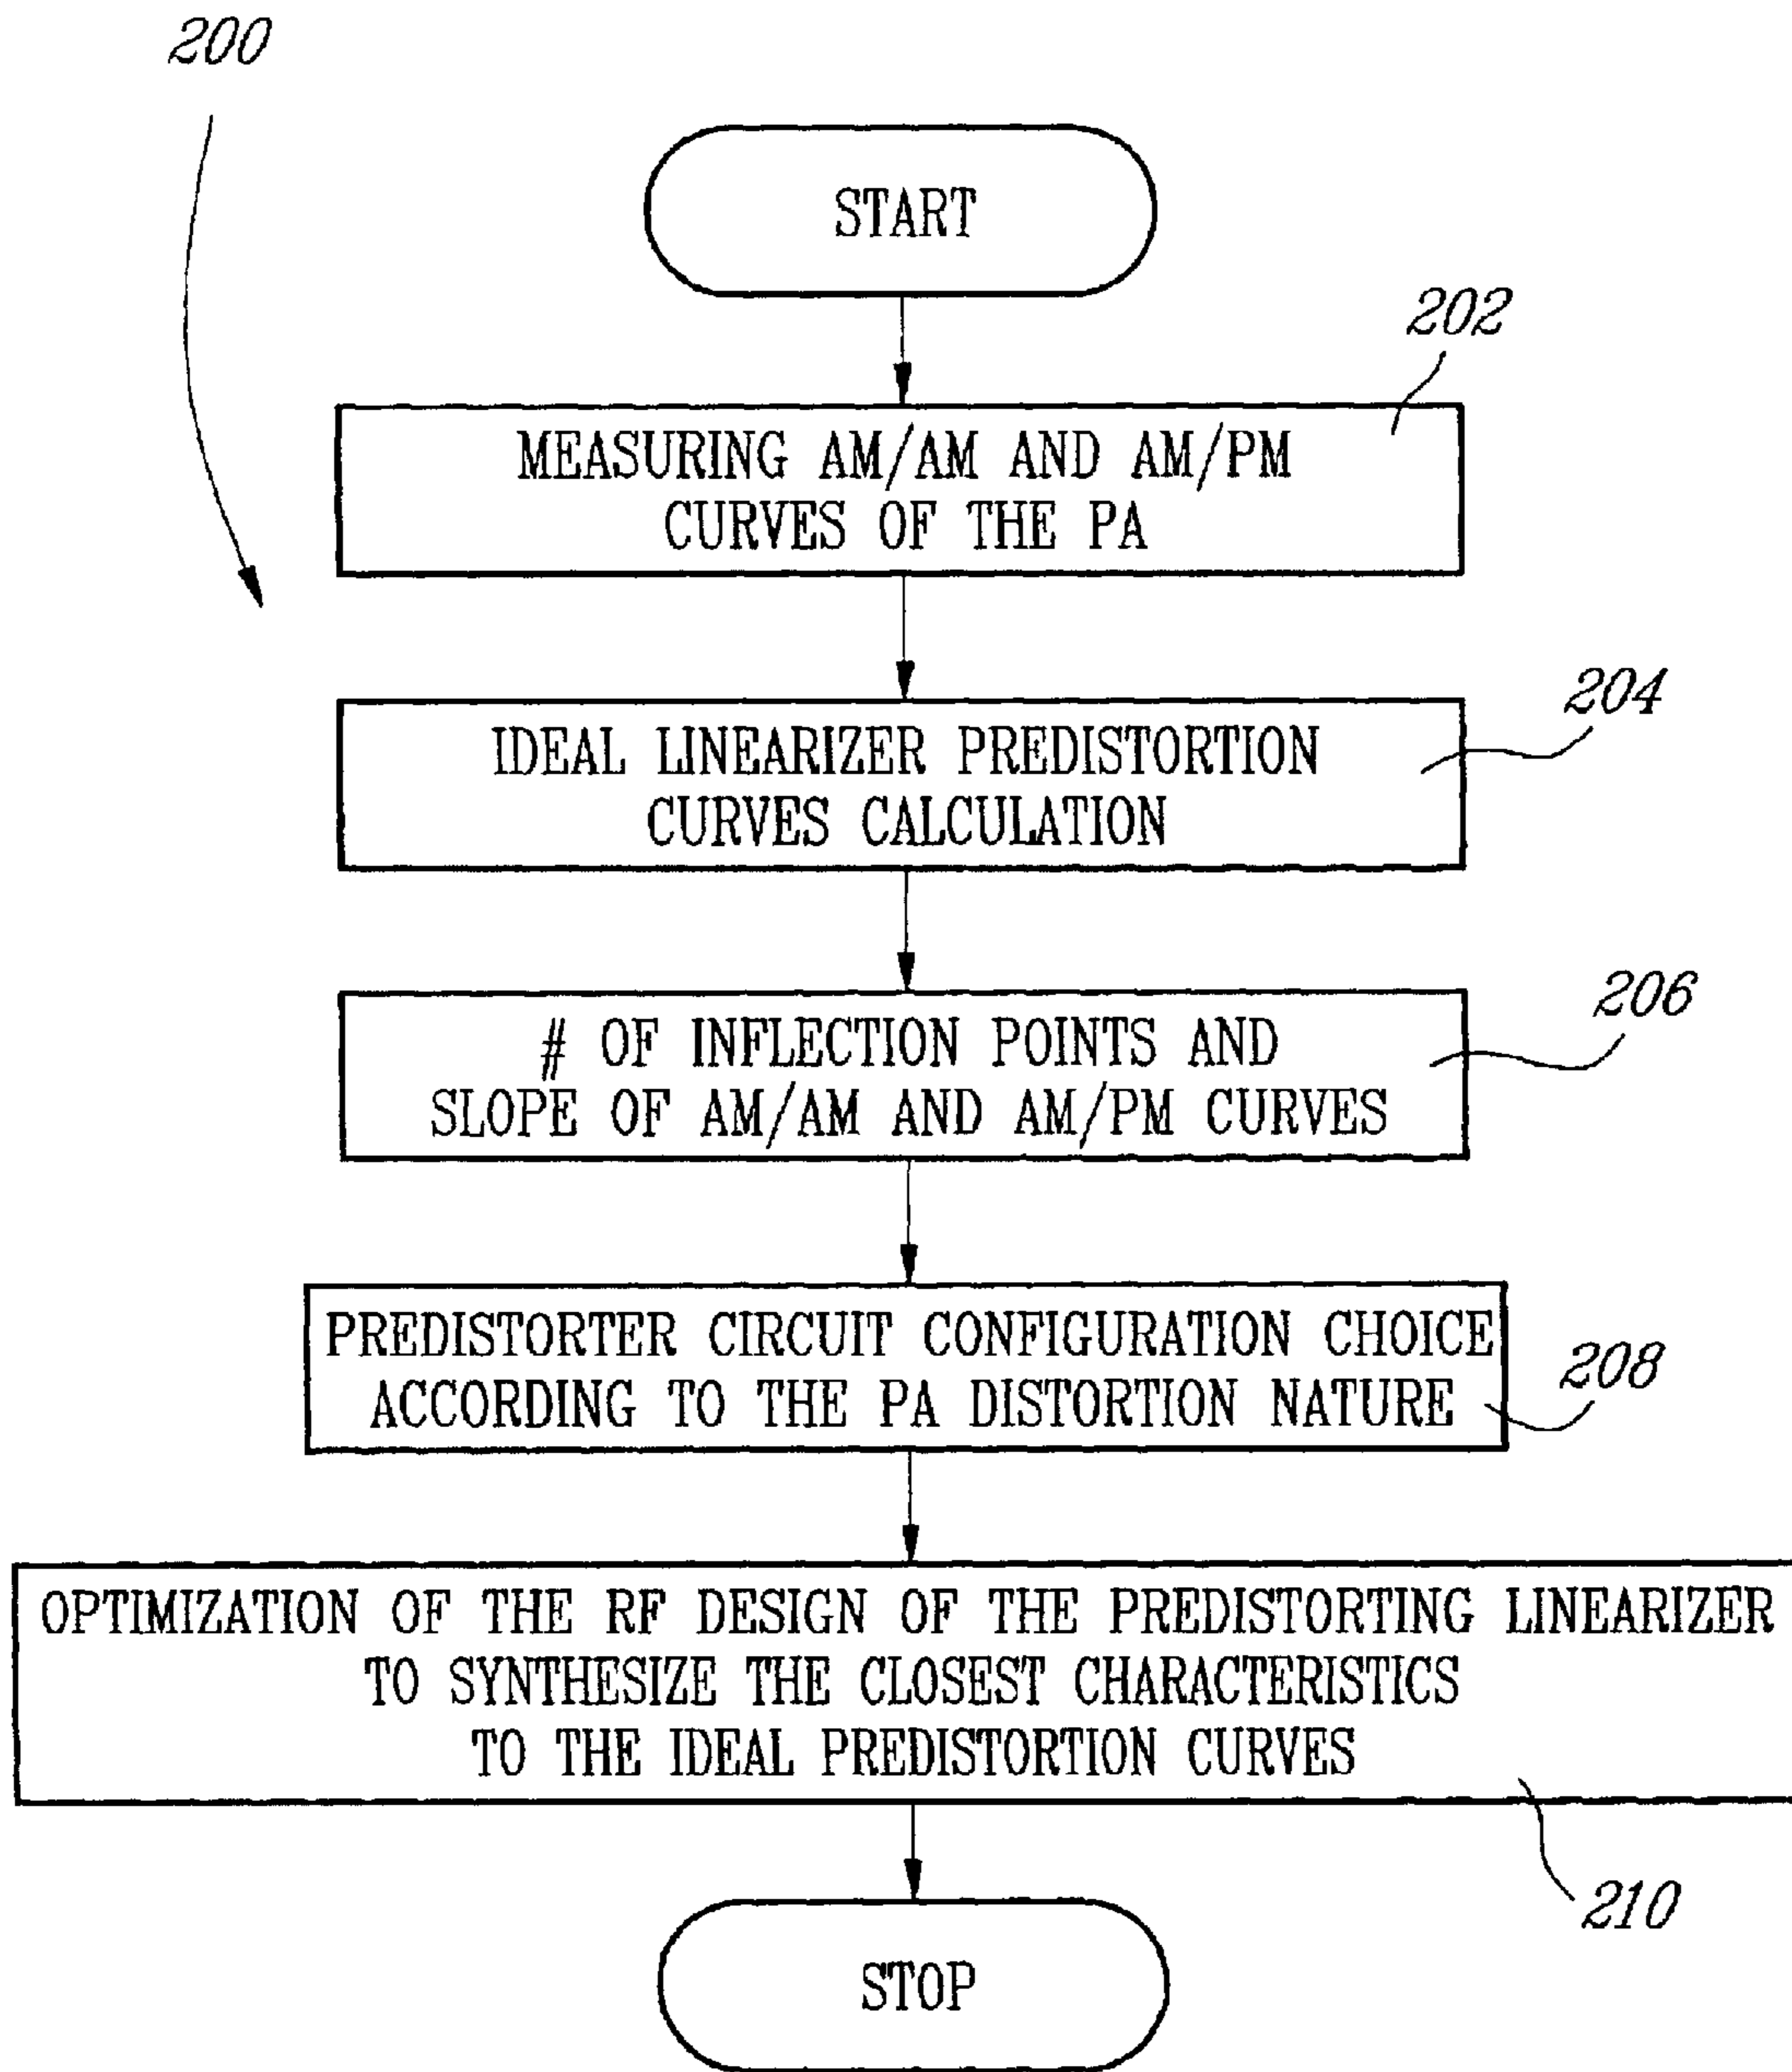 200
START
202
MEASURING AM/AM AND AM/PM
CURVES OF THE PA
204
IDEAL LINEARIZER PREDISTORTION
CURVES CALCULATION
206
# OF INFLECTION POINTS AND
SLOPE OF AM/AM AND AM/PM CURVES
PREDISTORTER CIRCUIT CONFIGURATION CHOICE
ACCORDING TO THE PA DISTORTION NATURE
208
OPTIMIZATION OF THE RF DESIGN OF THE PREDISTORTING LINEARIZER
TO SYNTHESIZE THE CLOSEST CHARACTERISTICS
TO THE IDEAL PREDISTORTION CURVES
210
STOP